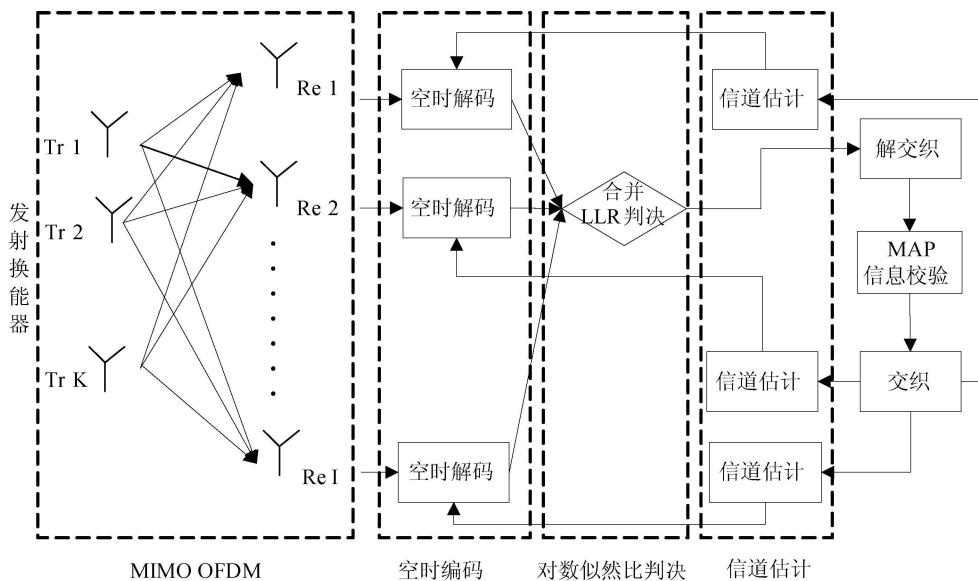 Re 1
空时解码
信道估计
Tr 1
解交织
发射换能器
Tr 2
Re 2
空时解码
合并
LLR判决
MAP
信息校验
Tr K
信道估计
交织
Re I
空时解码
信道估计
MIMO OFDM
空时编码
对数似然比判决
信道估计